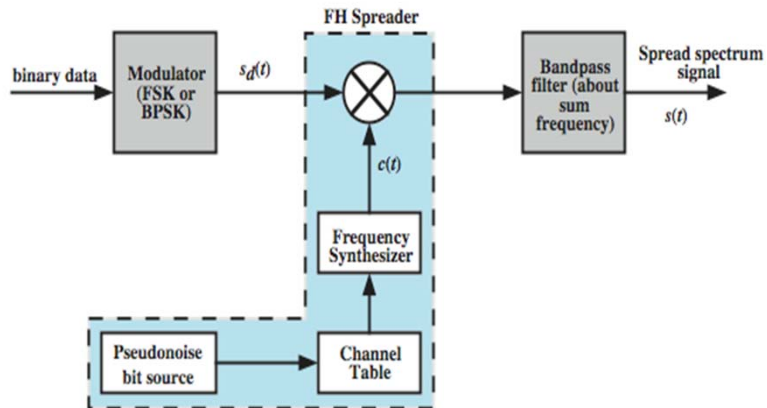 FH Spreader
binary data
Modulator
(FSK or
BPSK)
sd(t)
Bandpass
filter (about
sum
frequency)
Spread spectrum
signal
s(t)
c(t)
Frequency
Synthesizer
Pseudonoise
bit source
Channel
Table